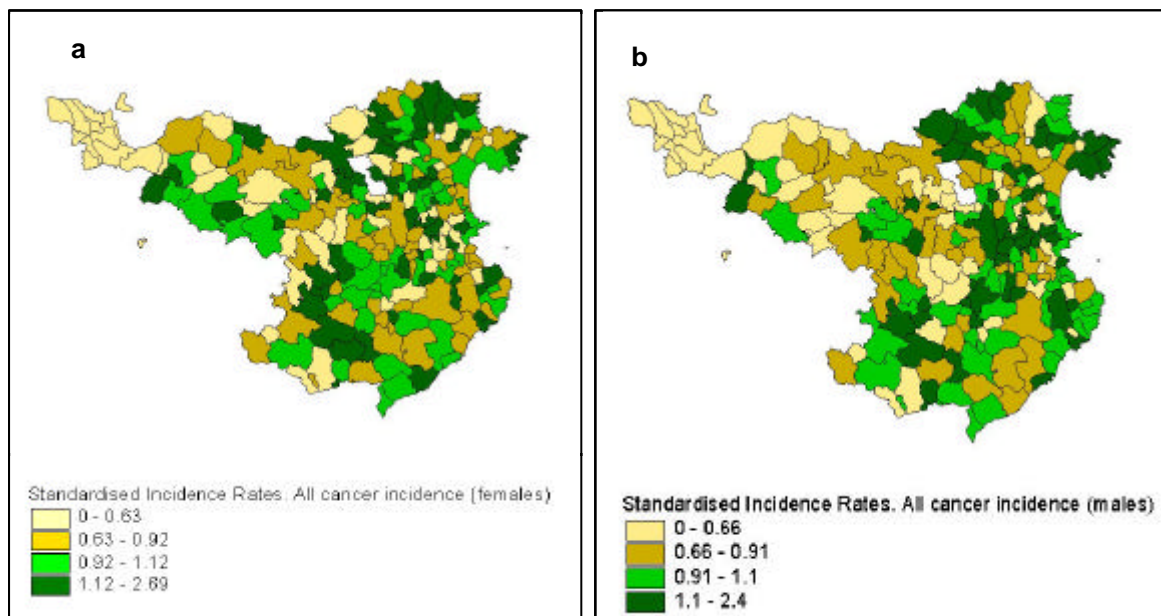 a
b
Standardised Incidence Rates. All cancer incidence (females)
0 - 0.63
0.63 - 0.92
0.92 - 1.12
1.12 - 2.69
Standardised Incidence Rates. All cancer incidence (males)
0 - 0.66
0.66 - 0.91
0.91 - 1.1
1.1 - 2.4